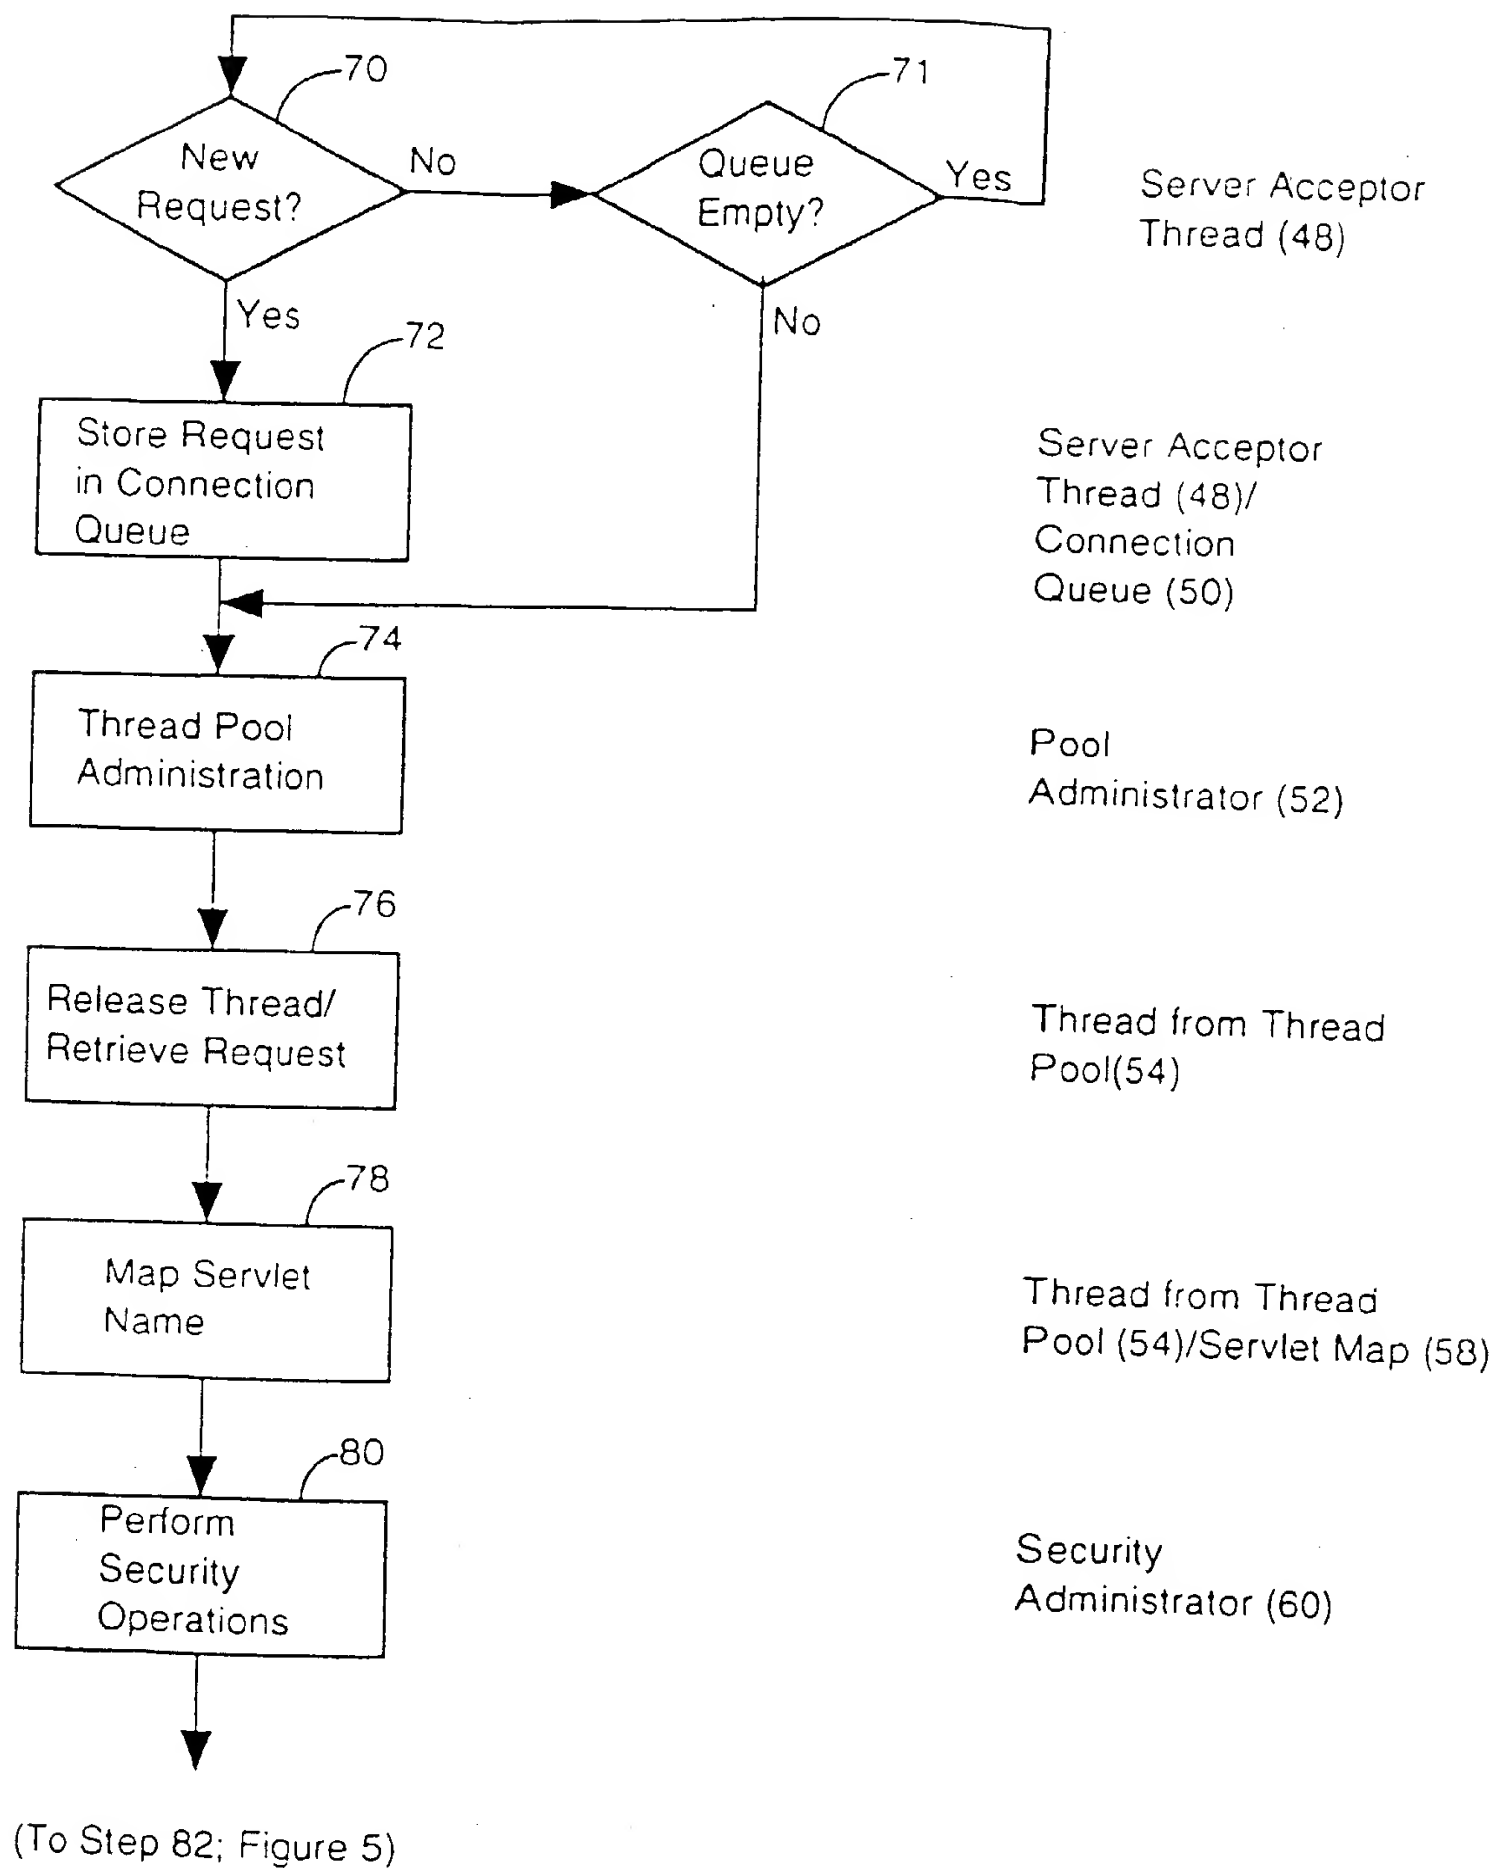 70
71
New
Request?
No
Queue
Empty?
Yes
Server Acceptor
Thread (48)
Yes
No
72
Store Request
in Connection
Queue
Server Acceptor
Thread (48)/
Connection
Queue (50)
74
Thread Pool
Administration
Pool
Administrator (52)
76
Release Thread/
Retrieve Request
Thread from Thread
Pool(54)
78
Map Servlet
Name
Thread from Thread
Pool (54)/Servlet Map (58)
80
Perform
Security
Operations
Security
Administrator (60)
(To Step 82; Figure 5)